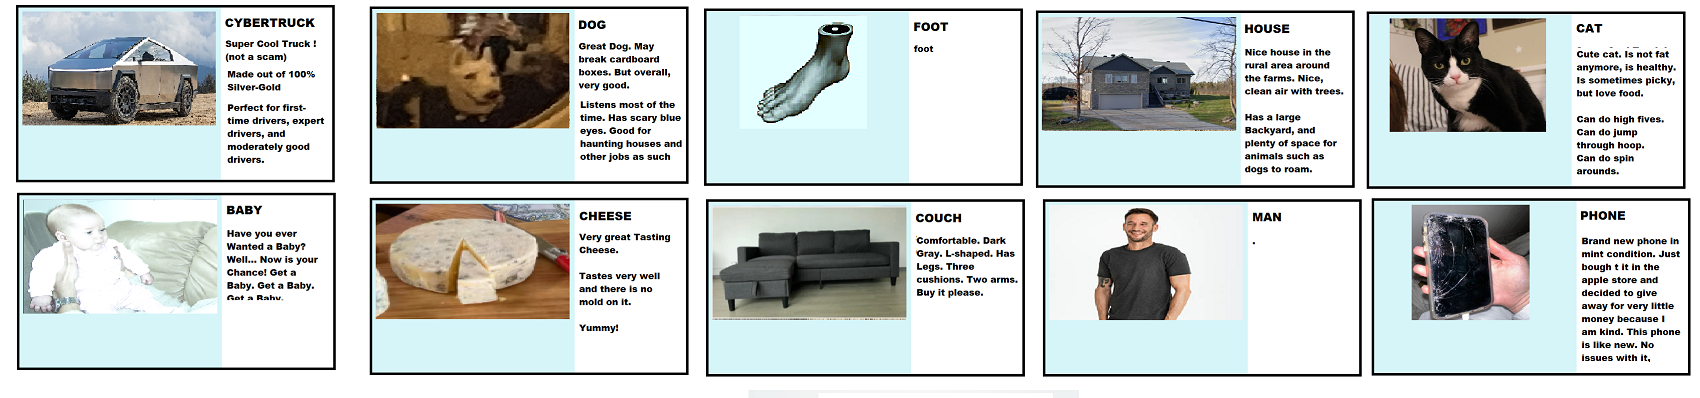 CYBERTRUCK
Super Cool Truck !
(not a scam)
Made out of 100%
Silver-Gold
Perfect for first-
time drivers, expert
drivers, and
moderately good
drivers.
DOG
Great Dog. May
break cardboard
boxes. But overall,
very good.
Listens most of the
time. Has scary blue
eyes. Good for
haunting houses and
other jobs as such
FOOT
foot
HOUSE
Nice house in the
rural area around
the farms. Nice,
clean air with trees.
Has a large
Backyard, and
plenty of space for
animals such as
dogs to roam.
CAT
Cute cat. Is not fat
anymore, is healthy.
Is sometimes picky,
but love food.
Can do high fives.
Can do jump
through hoop.
Can do spin
arounds.
BABY
Have you ever
Wanted a Baby?
Well... Now is your
Chance! Get a
Baby. Get a Baby.
Get a Baby.
CHEESE
Very great Tasting
Cheese.
Tastes very well
and there is no
mold on it.
Yummy!
COUCH
Comfortable. Dark
Gray. L-shaped. Has
Legs. Three
cushions. Two arms.
Buy it please.
MAN
.
PHONE
Brand new phone in
mint condition. Just
bough t it in the
apple store and
decided to give
away for very little
money because I
am kind. This phone
is like new. No
issues with it,